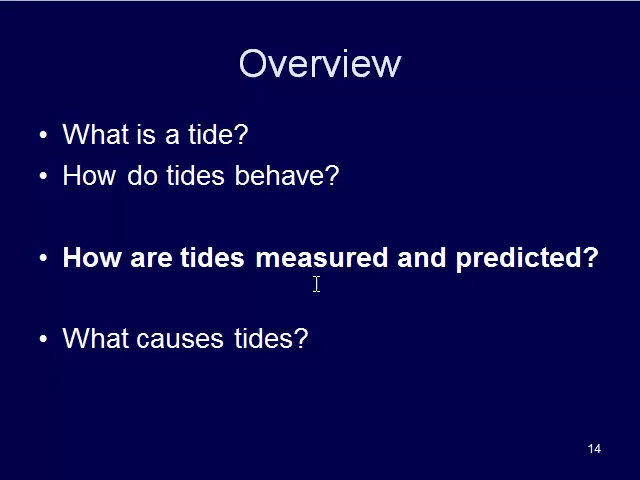 Overview
• What is a tide?
• How do tides behave?
• How are tides measured and predicted?
• What causes tides?
14